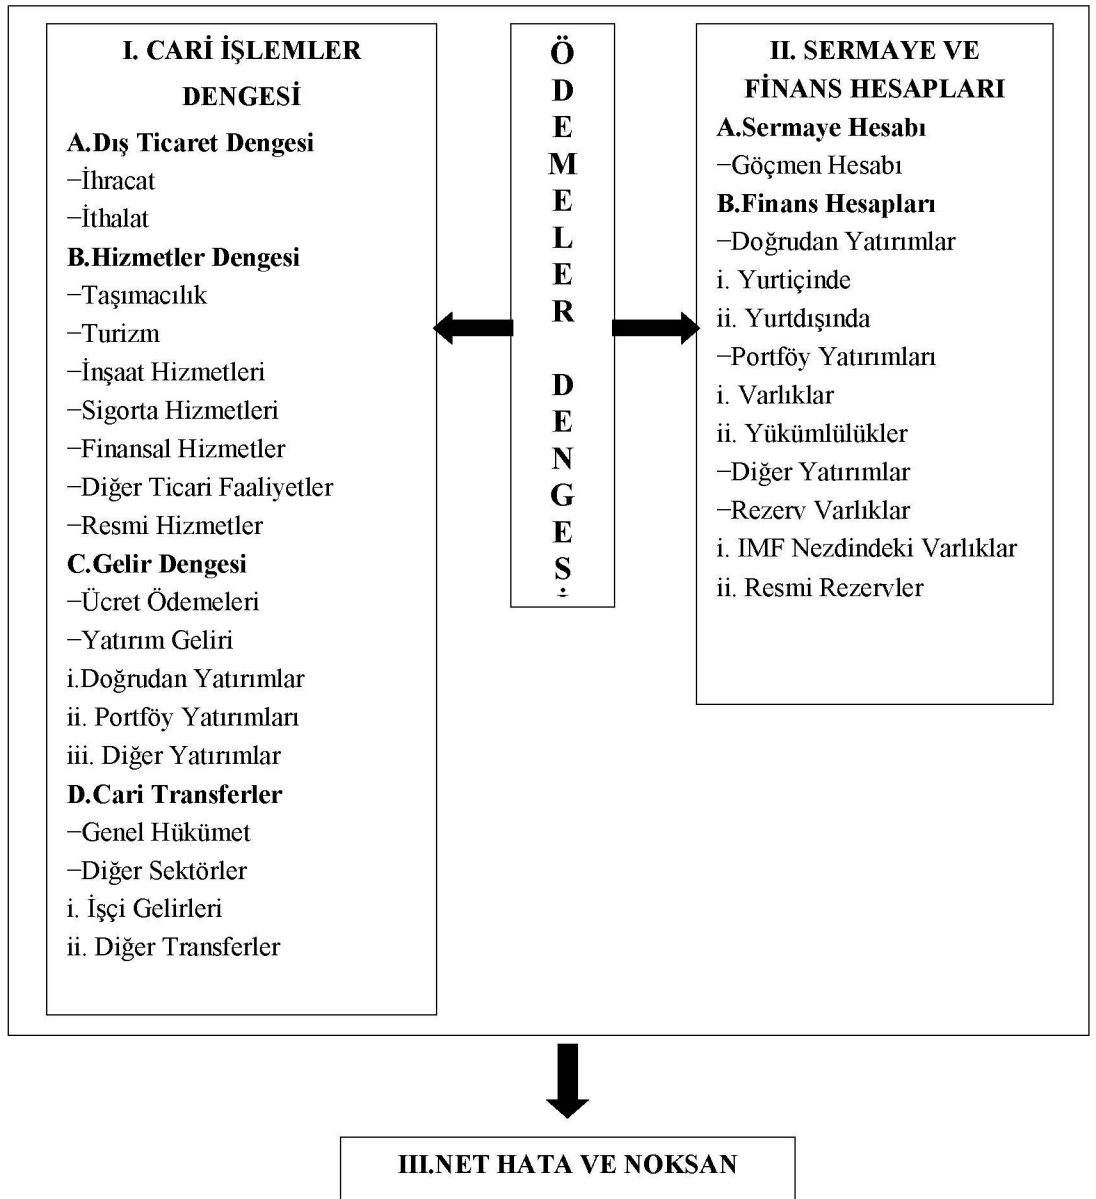 I. CARİ İŞLEMLER
DENGESİ
A.Dış Ticaret Dengesi
−İhracat
−İthalat
B.Hizmetler Dengesi
−Taşımacılık
−Turizm
−İnşaat Hizmetleri
−Sigorta Hizmetleri
−Finansal Hizmetler
−Diğer Ticari Faaliyetler
−Resmi Hizmetler
C.Gelir Dengesi
−Ücret Ödemeleri
−Yatırım Geliri
i.Doğrudan Yatırımlar
ii. Portföy Yatırımları
iii. Diğer Yatırımlar
D.Cari Transferler
−Genel Hükümet
−Diğer Sektörler
i. İşçi Gelirleri
ii. Diğer Transferler
Ö
D
E
M
E
L
E
R
D
E
N
G
E
S
İ
II. SERMAYE VE
FİNANS HESAPLARI
A.Sermaye Hesabı
−Göçmen Hesabı
B.Finans Hesapları
−Doğrudan Yatırımlar
i. Yurtiçinde
ii. Yurtdışında
−Portföy Yatırımları
i. Varlıklar
ii. Yükümlülükler
−Diğer Yatırımlar
−Rezerv Varlıklar
i. IMF Nezdindeki Varlıklar
ii. Resmi Rezervler
III.NET HATA VE NOKSAN